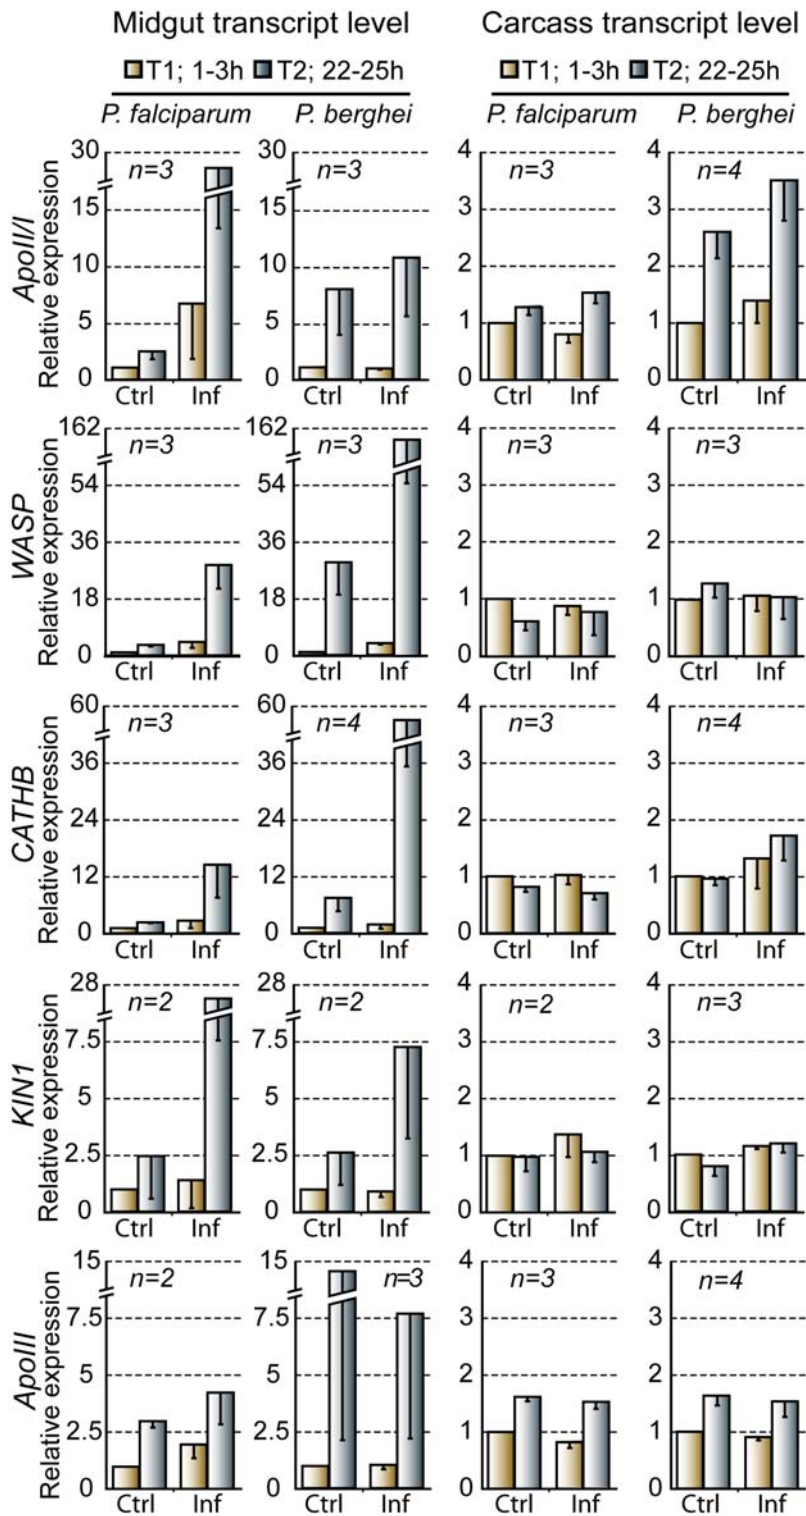 Midgut transcript level Carcass transcript level
T1; 1-3h T2; 22-25h T1; 1-3h T2; 22-25h
P. falciparum P. berghei P. falciparum P. berghei
ApoII/I
Relative expression
30 15 10 5 0
n=3
Ctrl Inf
30 15 10 5 0
n=3
Ctrl Inf
4 3 2 1 0
n=3
Ctrl Inf
4 3 2 1 0
n=4
Ctrl Inf
WASP
Relative expression
162 54 36 18 0
n=3
Ctrl Inf
162 54 36 18 0
n=3
Ctrl Inf
4 3 2 1 0
n=3
Ctrl Inf
4 3 2 1 0
n=3
Ctrl Inf
CATHB
Relative expression
60 36 24 12 0
n=3
Ctrl Inf
60 36 24 12 0
n=4
Ctrl Inf
4 3 2 1 0
n=3
Ctrl Inf
4 3 2 1 0
n=4
Ctrl Inf
KIN1
Relative expression
28 7.5 5 2.5 0
n=2
Ctrl Inf
28 7.5 5 2.5 0
n=2
Ctrl Inf
4 3 2 1 0
n=2
Ctrl Inf
4 3 2 1 0
n=3
Ctrl Inf
ApoIII
Relative expression
15 7.5 5 2.5 0
n=2
Ctrl Inf
15 7.5 5 2.5 0
n=3
Ctrl Inf
4 3 2 1 0
n=3
Ctrl Inf
4 3 2 1 0
n=4
Ctrl Inf